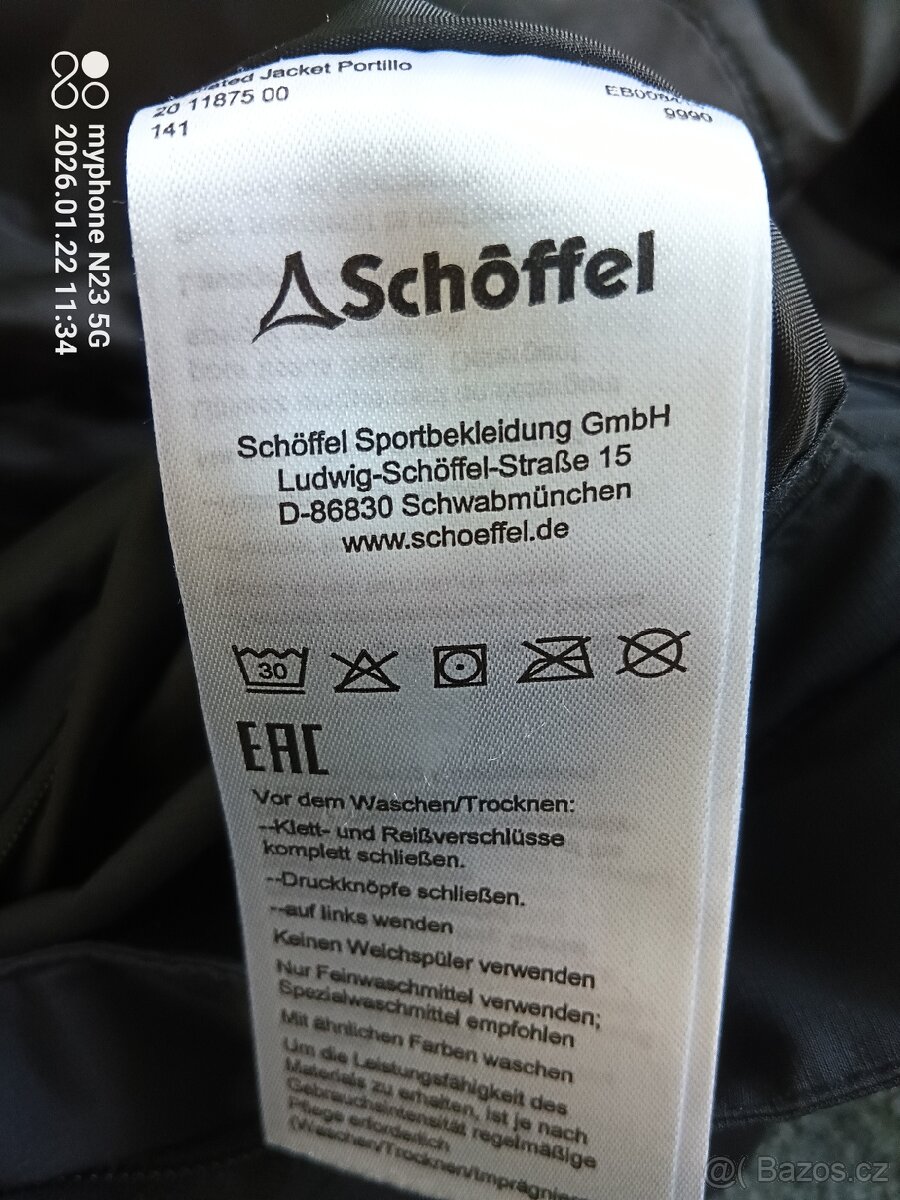 Jacket Portillo
20 11875 00
141
9990
Schöffel
Schöffel Sportbekleidung GmbH
Ludwig-Schöffel-Straße 15
D-86830 Schwabmünchen
www.schoeffel.de
30
EAC
Vor dem Waschen/Trocknen:
--Klett- und Reißverschlüsse
komplett schließen.
--Druckknöpfe schließen.
--auf links wenden
Keinen Weichspüler verwenden
Nur Feinwaschmittel verwenden;
Spezialwaschmittel empfohlen
Mit ähnlichen Farben waschen
Um die Leistungsfähigkeit des
Materials zu erhalten, ist je nach
Gebrauchsintensität regelmäßige
Pflege erforderlich
myphone N23 5G
2026.01.22 11:34
@( Bazos.cz